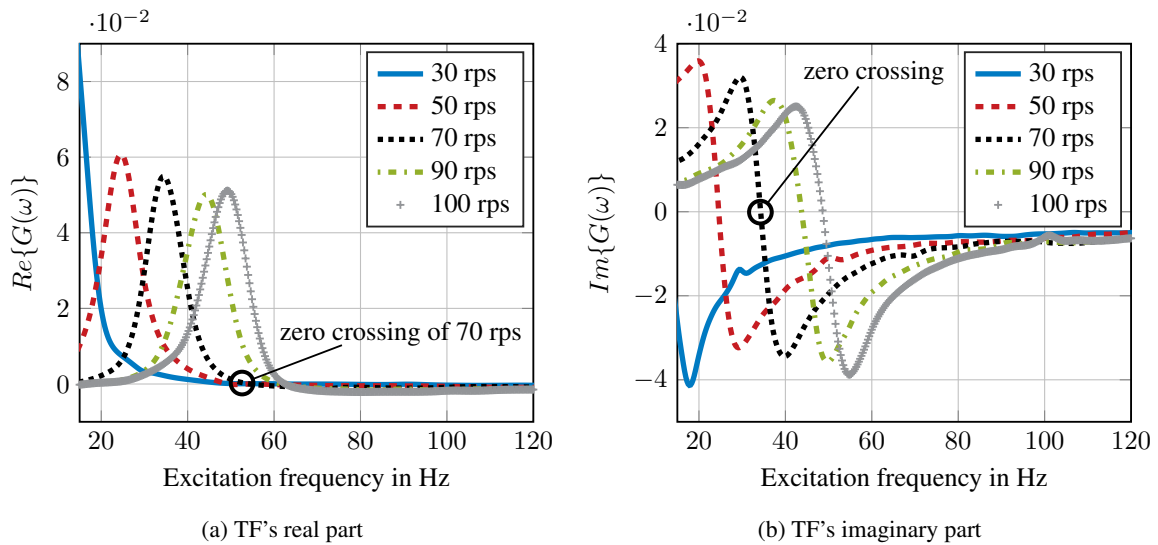 ·10⁻²
8
6
4
2
0
20 40 60 80 100 120
Re{G(ω)}
Excitation frequency in Hz
30 rps
50 rps
70 rps
90 rps
100 rps
zero crossing of 70 rps
(a) TF's real part
·10⁻²
4
2
0
−2
−4
20 40 60 80 100 120
Im{G(ω)}
Excitation frequency in Hz
30 rps
50 rps
70 rps
90 rps
100 rps
zero crossing
(b) TF's imaginary part